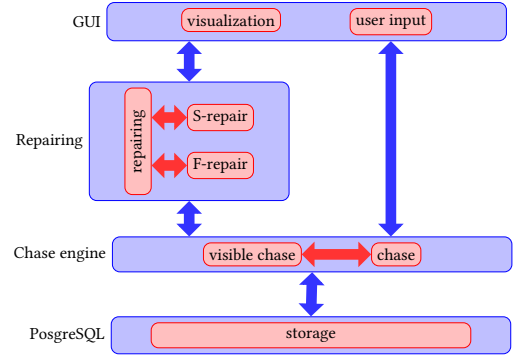 GUI
visualization
user input
Repairing
repairing
S-repair
F-repair
Chase engine
visible chase
chase
PosgreSQL
storage